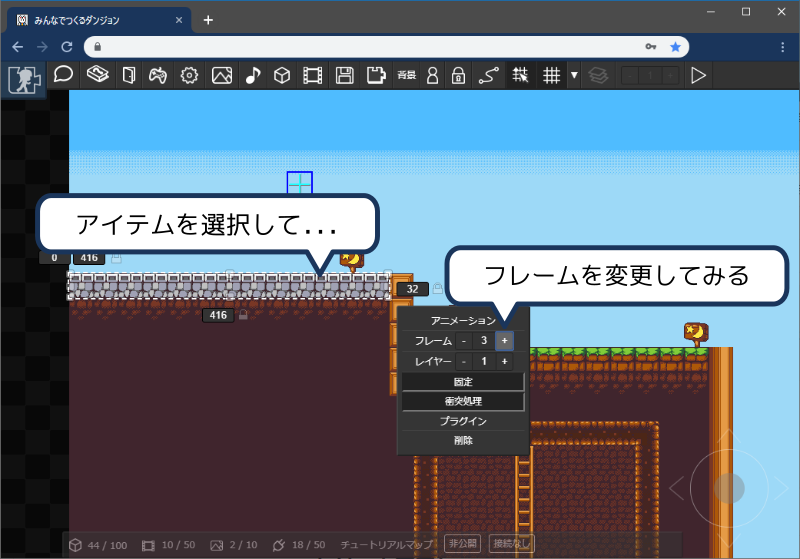 みんなでつくるダンジョン
背景
1
アイテムを選択して...
0 416
32
416
フレームを変更してみる
アニメーション
フレーム - 3 +
レイヤー - 1 +
固定
衝突処理
プラグイン
削除
44 / 100 10 / 50 2 / 10 18 / 50 チュートリアルマップ 非公開 接続なし